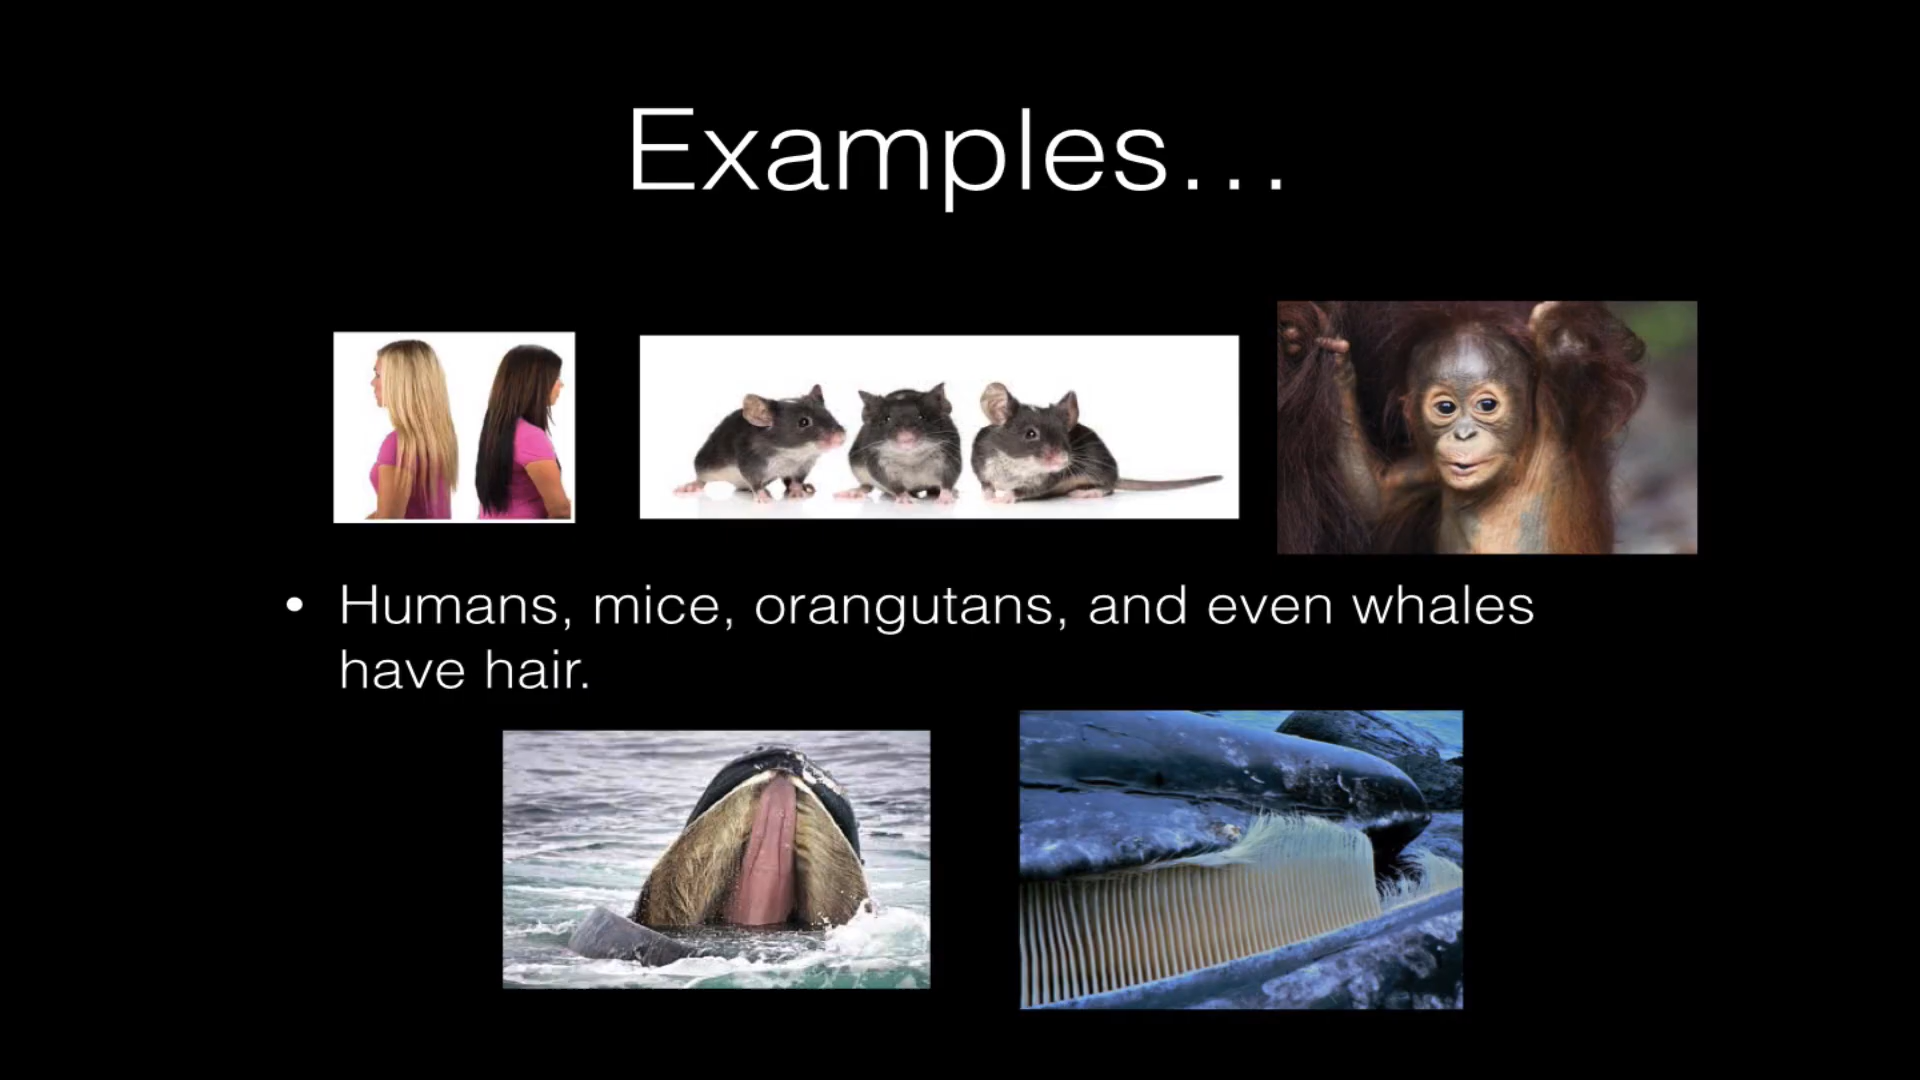 Examples…
• Humans, mice, orangutans, and even whales
have hair.